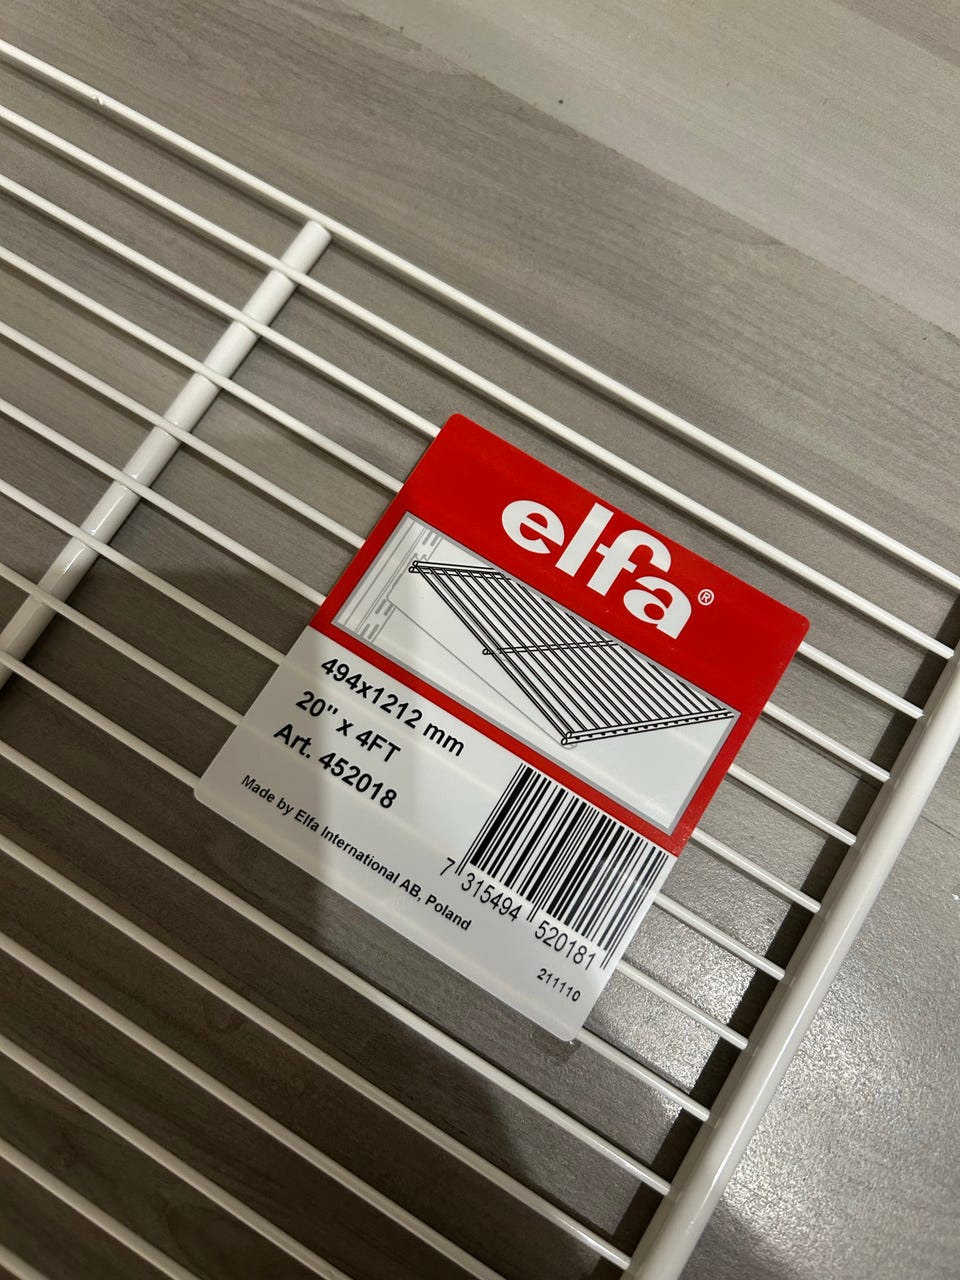 elfa®
494x1212 mm
20" x 4FT
Art. 452018
Made by Elfa International AB, Poland
7 315494 520181
211110